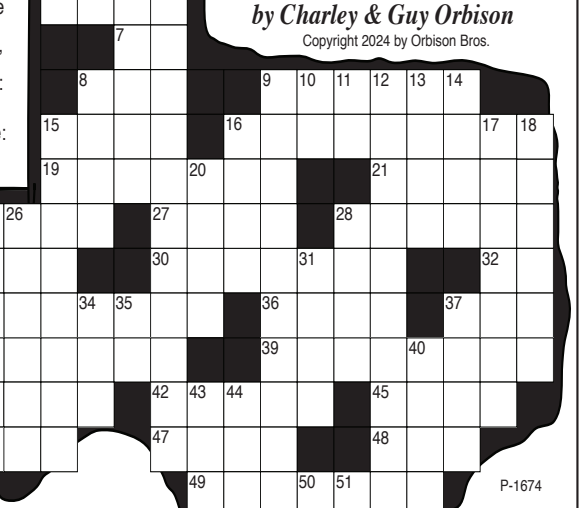 e
by Charley & Guy Orbison
Copyright 2024 by Orbison Bros.
7
,
:
8 9 10 11 12 13 14
e:
15 16 17 18
19 20 21
26 27 28
30 31 32
34 35 36 37
39 40
42 43 44 45
47 48
49 50 51
P-1674